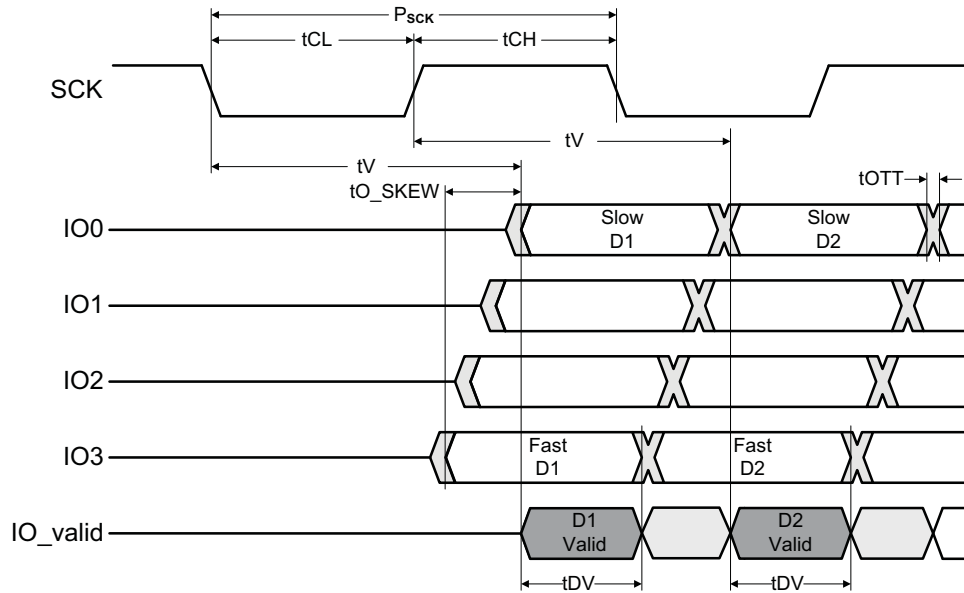 PSCK
tCL
tCH
SCK
tV
tV
tO_SKEW
tOTT
IO0
Slow
D1
Slow
D2
IO1
IO2
IO3
Fast
D1
Fast
D2
IO_valid
D1
Valid
D2
Valid
tDV
tDV